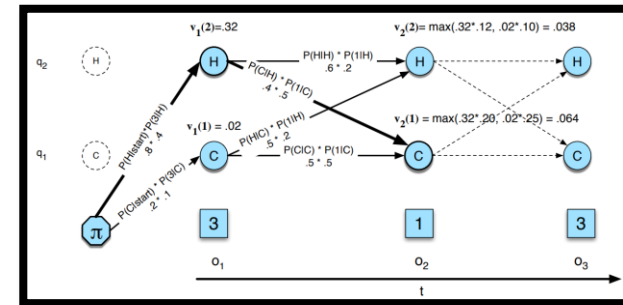 v₁(2)=.32
v₂(2)= max(.32*.12, .02*.10) = .038
q₂
H
H
P(H|H) * P(1|H)
.6 * .2
H
H
P(C|H) * P(1|C)
.4 * .5
P(H|start)*P(3|H)
.8 * .4
v₁(1) = .02
P(H|C) * P(1|H)
.5 * .2
v₂(1) = max(.32*.20, .02*.25) = .064
q₁
C
C
P(C|C) * P(1|C)
.5 * .5
C
C
P(C|start) * P(3|C)
.2 * .1
π
3
1
3
o₁
o₂
o₃
t